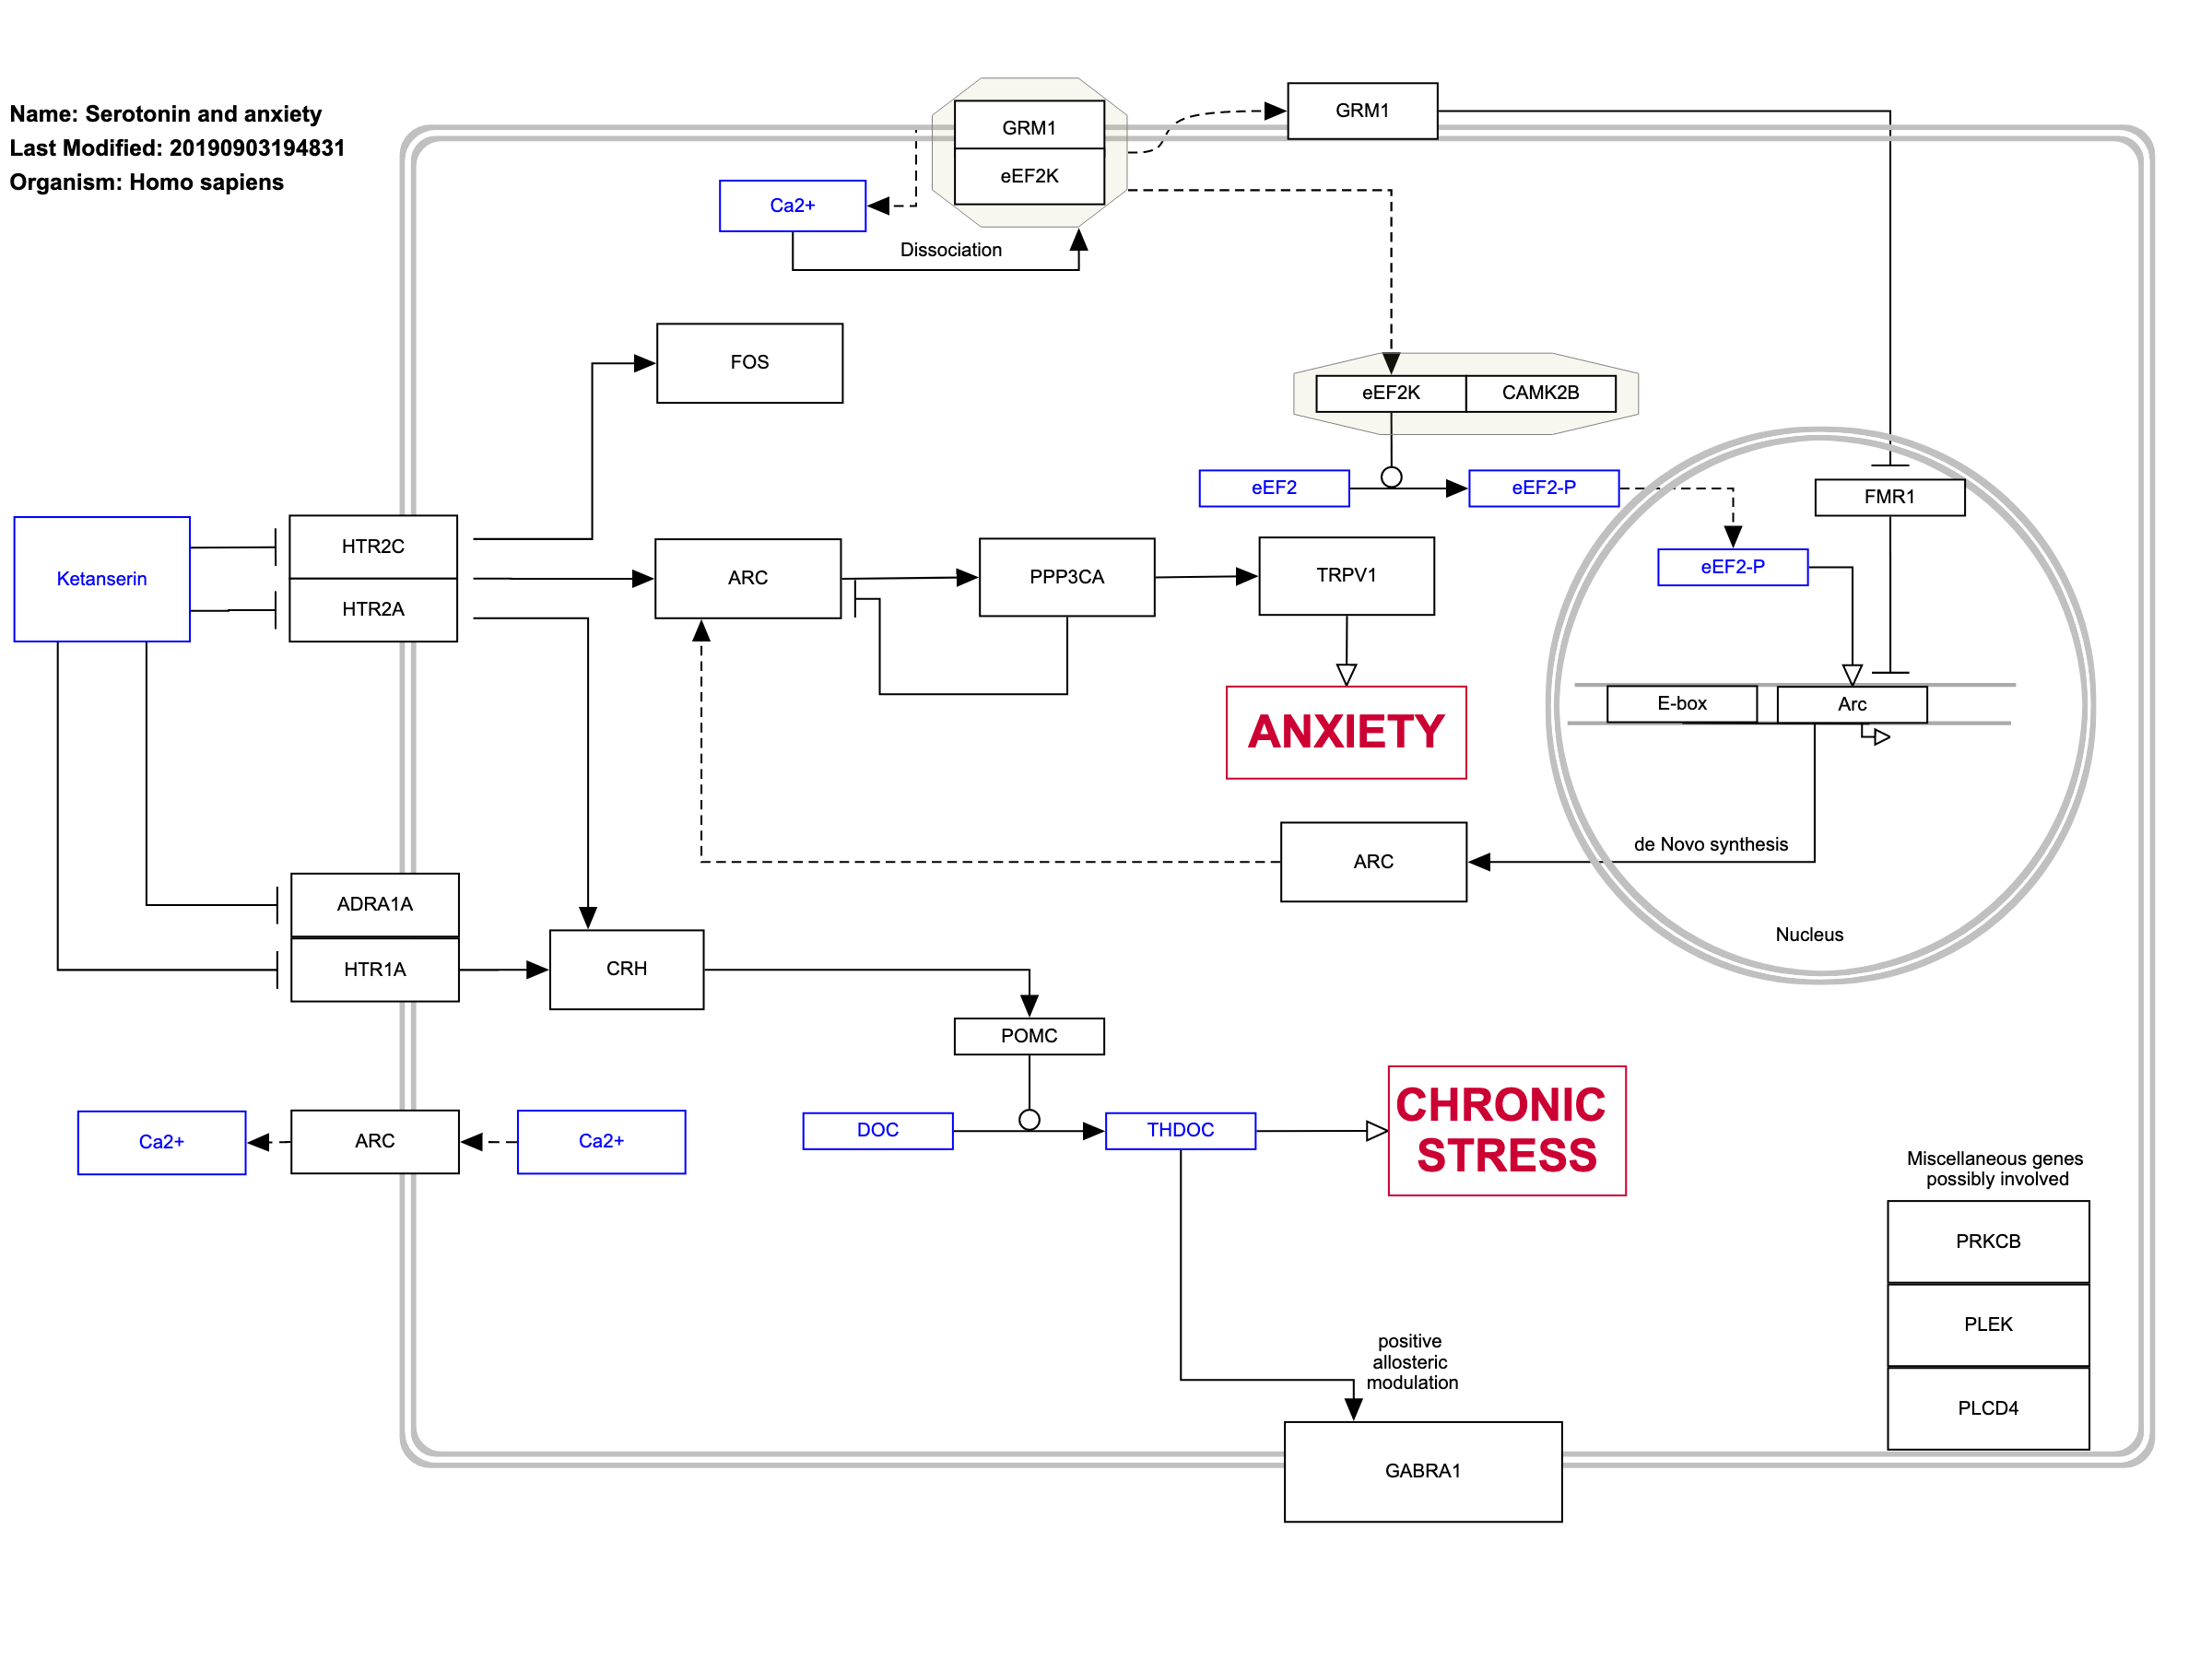 Name: Serotonin and anxiety
Last Modified: 20190903194831
Organism: Homo sapiens
GRM1
eEF2K
GRM1
Ca2+
Dissociation
FOS
eEF2K
CAMK2B
eEF2
eEF2-P
FMR1
Ketanserin
HTR2C
HTR2A
ARC
PPP3CA
TRPV1
eEF2-P
ANXIETY
E-box
Arc
de Novo synthesis
ARC
Nucleus
ADRA1A
HTR1A
CRH
POMC
Ca2+
ARC
Ca2+
DOC
THDOC
CHRONIC
STRESS
Miscellaneous genes
possibly involved
PRKCB
PLEK
PLCD4
positive
allosteric
modulation
GABRA1